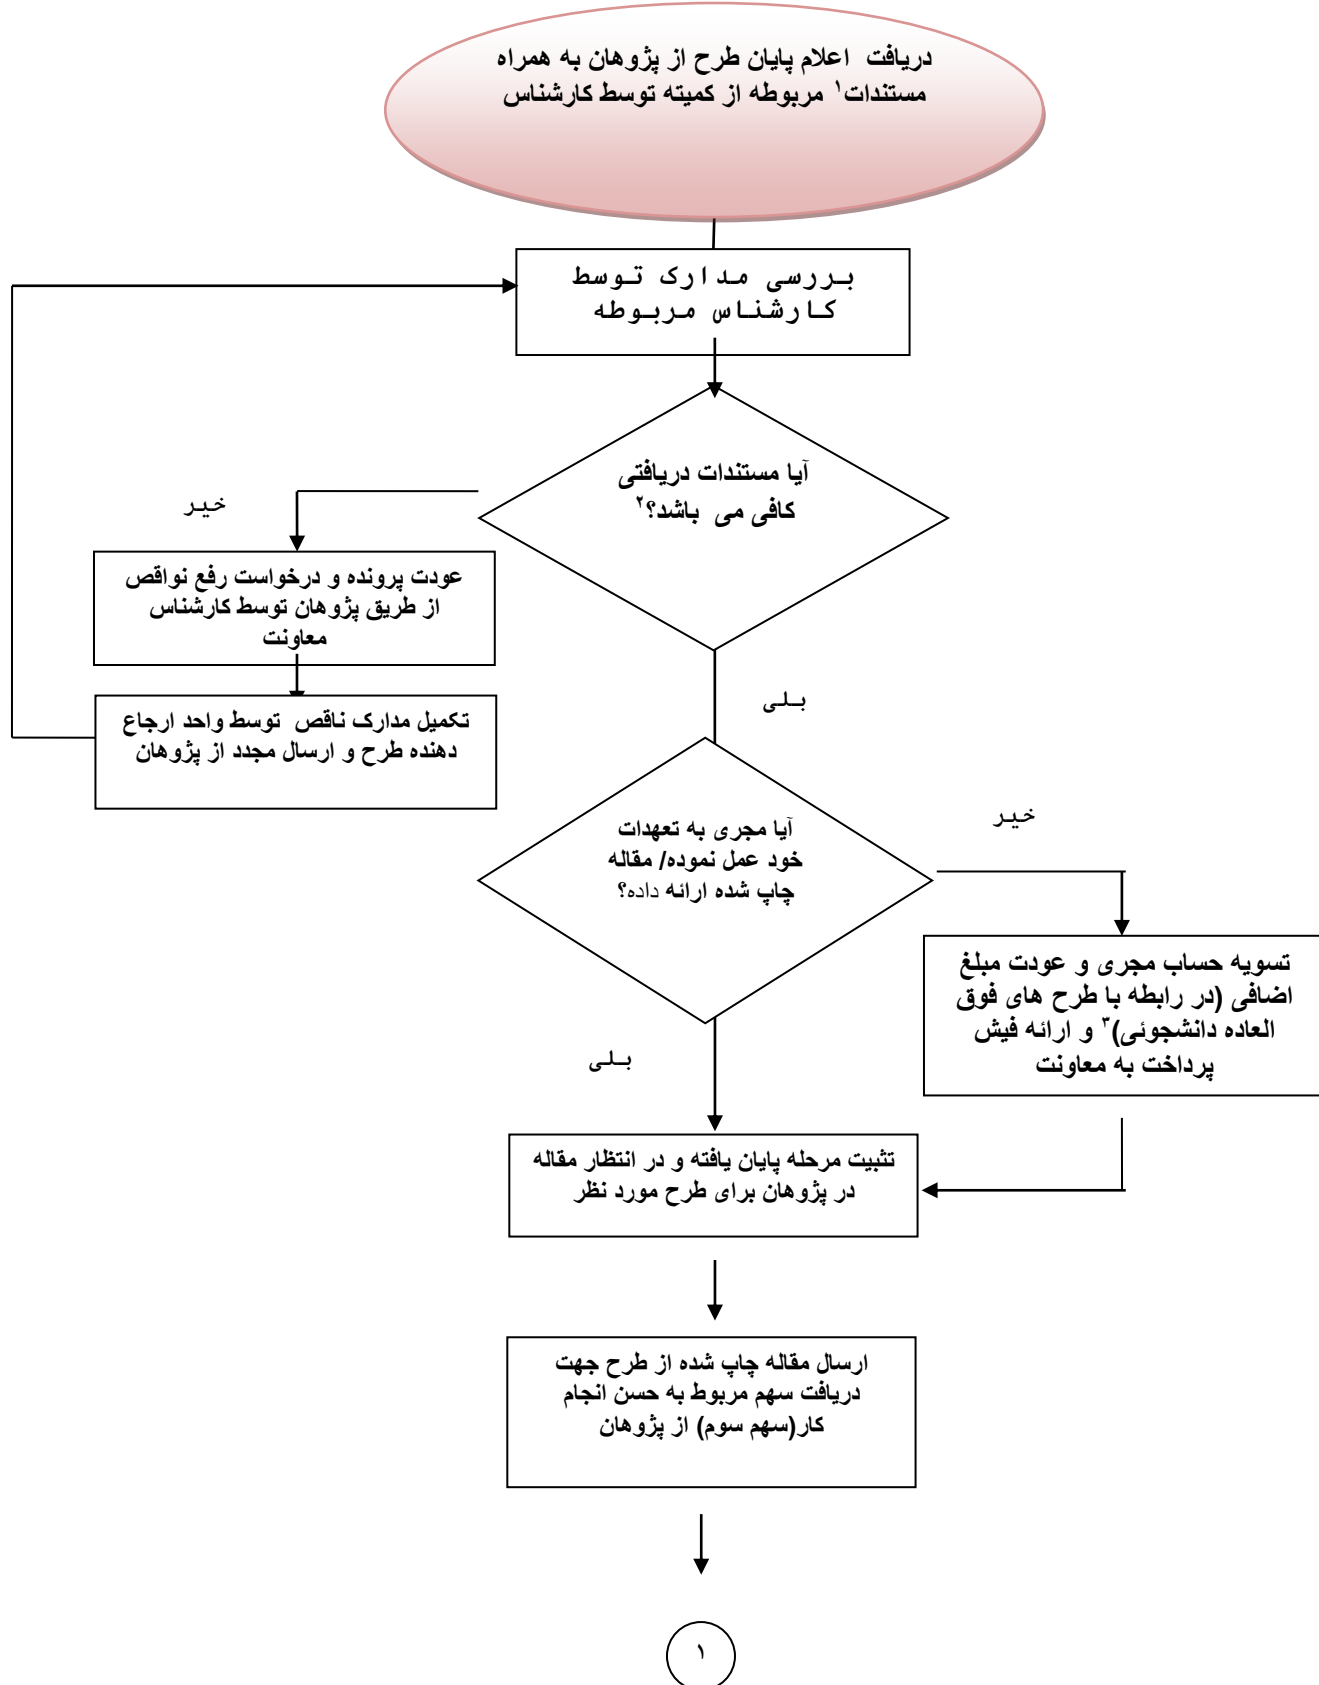 دریافت اعلام پایان طرح از پژوهان به همراه
مستندات۱ مربوطه از کمیته توسط کارشناس
بررسی مدارک توسط
کارشناس مربوطه
آیا مستندات دریافتی
کافی می باشد؟۲
خیر
عودت پرونده و درخواست رفع نواقص
از طریق پژوهان توسط کارشناس
معاونت
بلی
تکمیل مدارک ناقص توسط واحد ارجاع
دهنده طرح و ارسال مجدد از پژوهان
آیا مجری به تعهدات
خود عمل نموده/ مقاله
چاپ شده ارائه داده؟
خیر
تسویه حساب مجری و عودت مبلغ
اضافی (در رابطه با طرح های فوق
العاده دانشجوئی)۳ و ارائه فیش
پرداخت به معاونت
بلی
تثبیت مرحله پایان یافته و در انتظار مقاله
در پژوهان برای طرح مورد نظر
ارسال مقاله چاپ شده از طرح جهت
دریافت سهم مربوط به حسن انجام
کار(سهم سوم) از پژوهان
۱